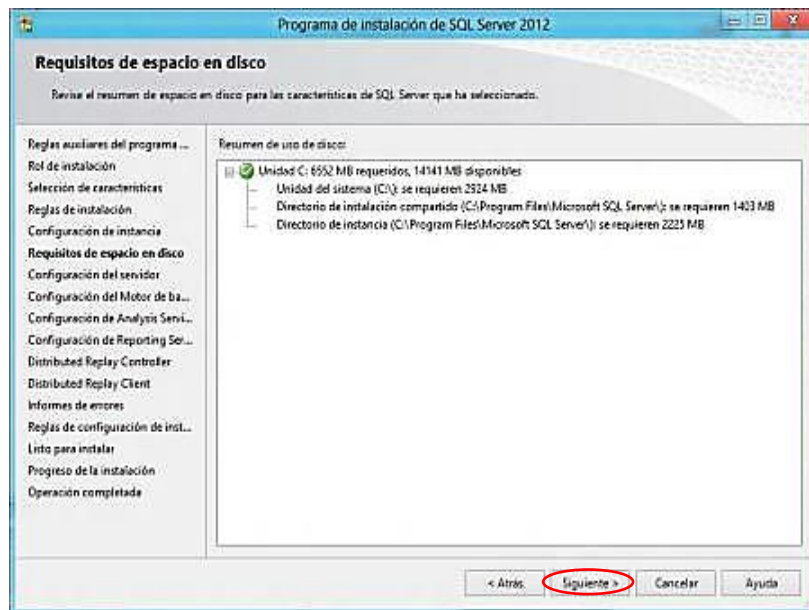 Programa de instalación de SQL Server 2012
Requisitos de espacio en disco
Revise el resumen de espacio en disco para las características de SQL Server que ha seleccionado.
Reglas auxiliares del programa ...
Rol de instalación
Selección de características
Reglas de instalación
Configuración de instancia
Requisitos de espacio en disco
Configuración del servidor
Configuración del Motor de ba...
Configuración de Analysis Servi...
Configuración de Reporting Ser...
Distributed Replay Controller
Distributed Replay Client
Informes de errores
Reglas de configuración de inst...
Listo para instalar
Progreso de la instalación
Operación completada
Resumen de uso de disco:
Unidad C: 6552 MB requeridos, 14141 MB disponibles
Unidad del sistema (C:\): se requieren 2924 MB
Directorio de instalación compartido (C:\Program Files\Microsoft SQL Server\): se requieren 1403 MB
Directorio de instancia (C:\Program Files\Microsoft SQL Server\): se requieren 2225 MB
< Atrás
Siguiente >
Cancelar
Ayuda